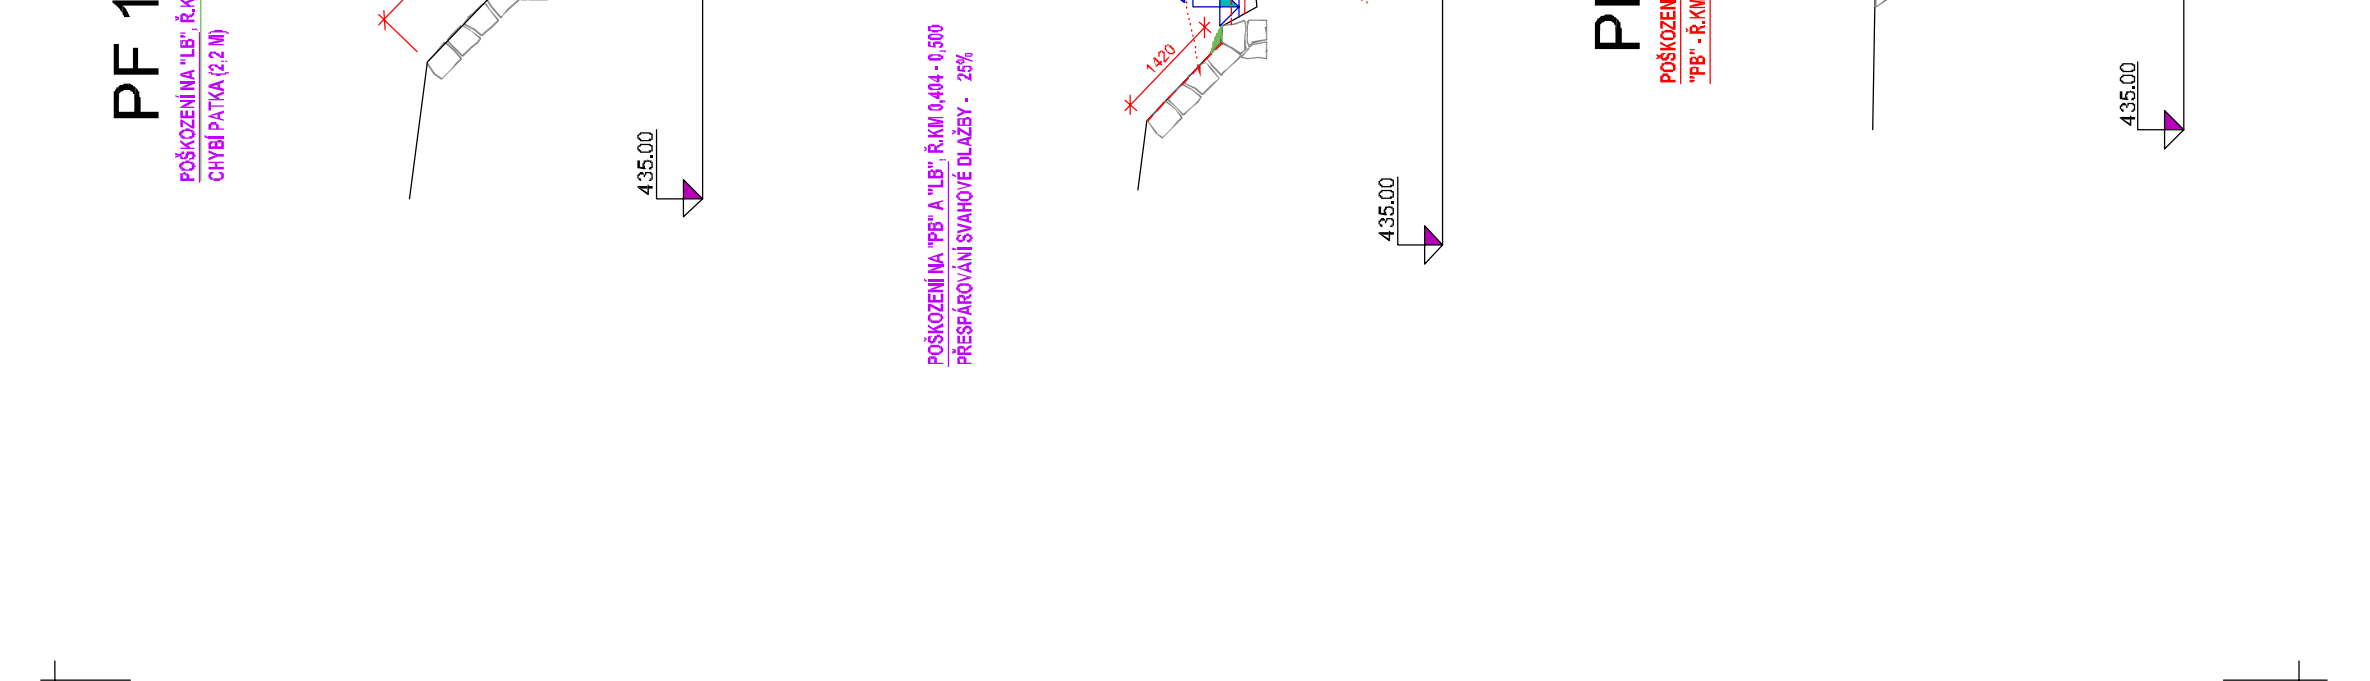 PF 1
POŠKOZENÍ NA "LB", Ř.K
CHYBÍ PATKA (2,2 M)
435.00
POŠKOZENÍ NA "PB" A "LB", Ř.KM 0,404 - 0,500
PŘESPÁROVÁNÍ SVAHOVÉ DLAŽBY - 25%
1420
435.00
POŠKOZEN
"PB" - Ř.KM
435.00